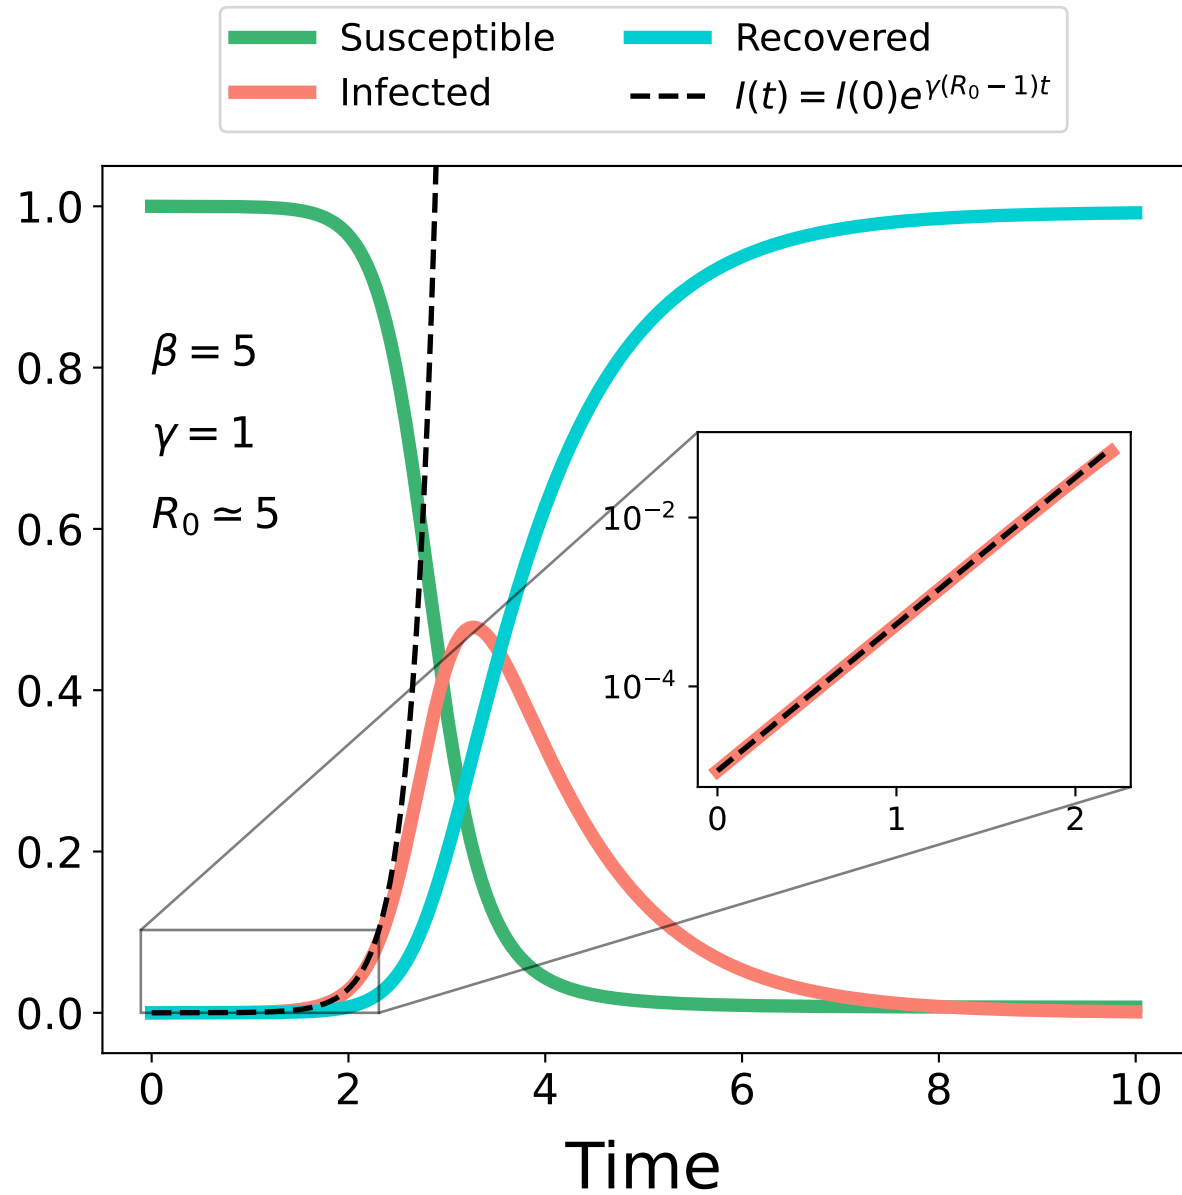 Susceptible
Infected
Recovered
I(t) = I(0)e^{γ(R₀ − 1)t}
1.0
0.8
0.6
0.4
0.2
0.0
β = 5
γ = 1
R₀ ≃ 5
10⁻²
10⁻⁴
0 1 2
0 2 4 6 8 10
Time